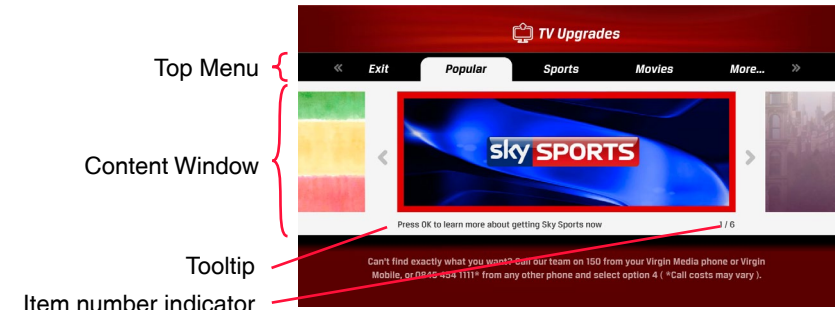 TV Upgrades
Top Menu
« Exit Popular Sports Movies More... »
Content Window
sky SPORTS
Press OK to learn more about getting Sky Sports now 1 / 6
Tooltip
Can't find exactly what you want? Call our team on 150 from your Virgin Media phone or Virgin
Mobile, or 0845 454 1111* from any other phone and select option 4 ( *Call costs may vary ).
Item number indicator